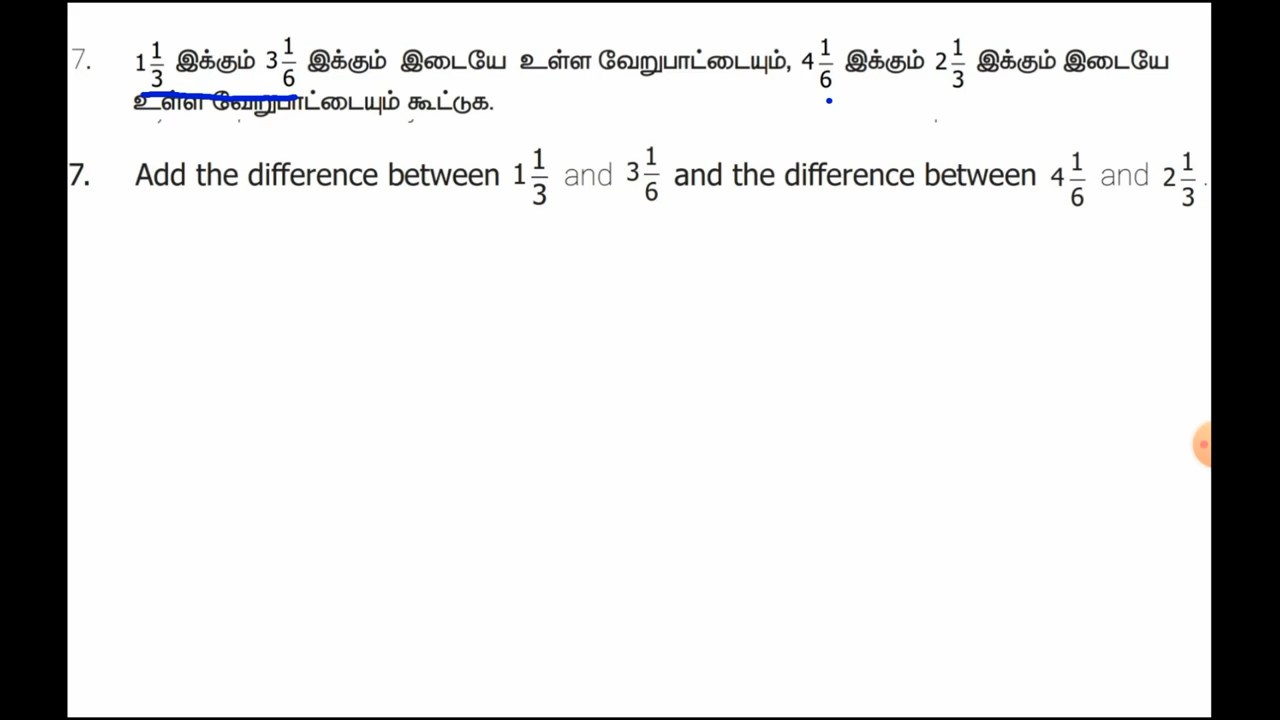 7. 1 1/3 இக்கும் 3 1/6 இக்கும் இடையே உள்ள வேறுபாட்டையும், 4 1/6 இக்கும் 2 1/3 இக்கும் இடையே
உள்ள வேறுபாட்டையும் கூட்டுக.
7. Add the difference between 1 1/3 and 3 1/6 and the difference between 4 1/6 and 2 1/3.